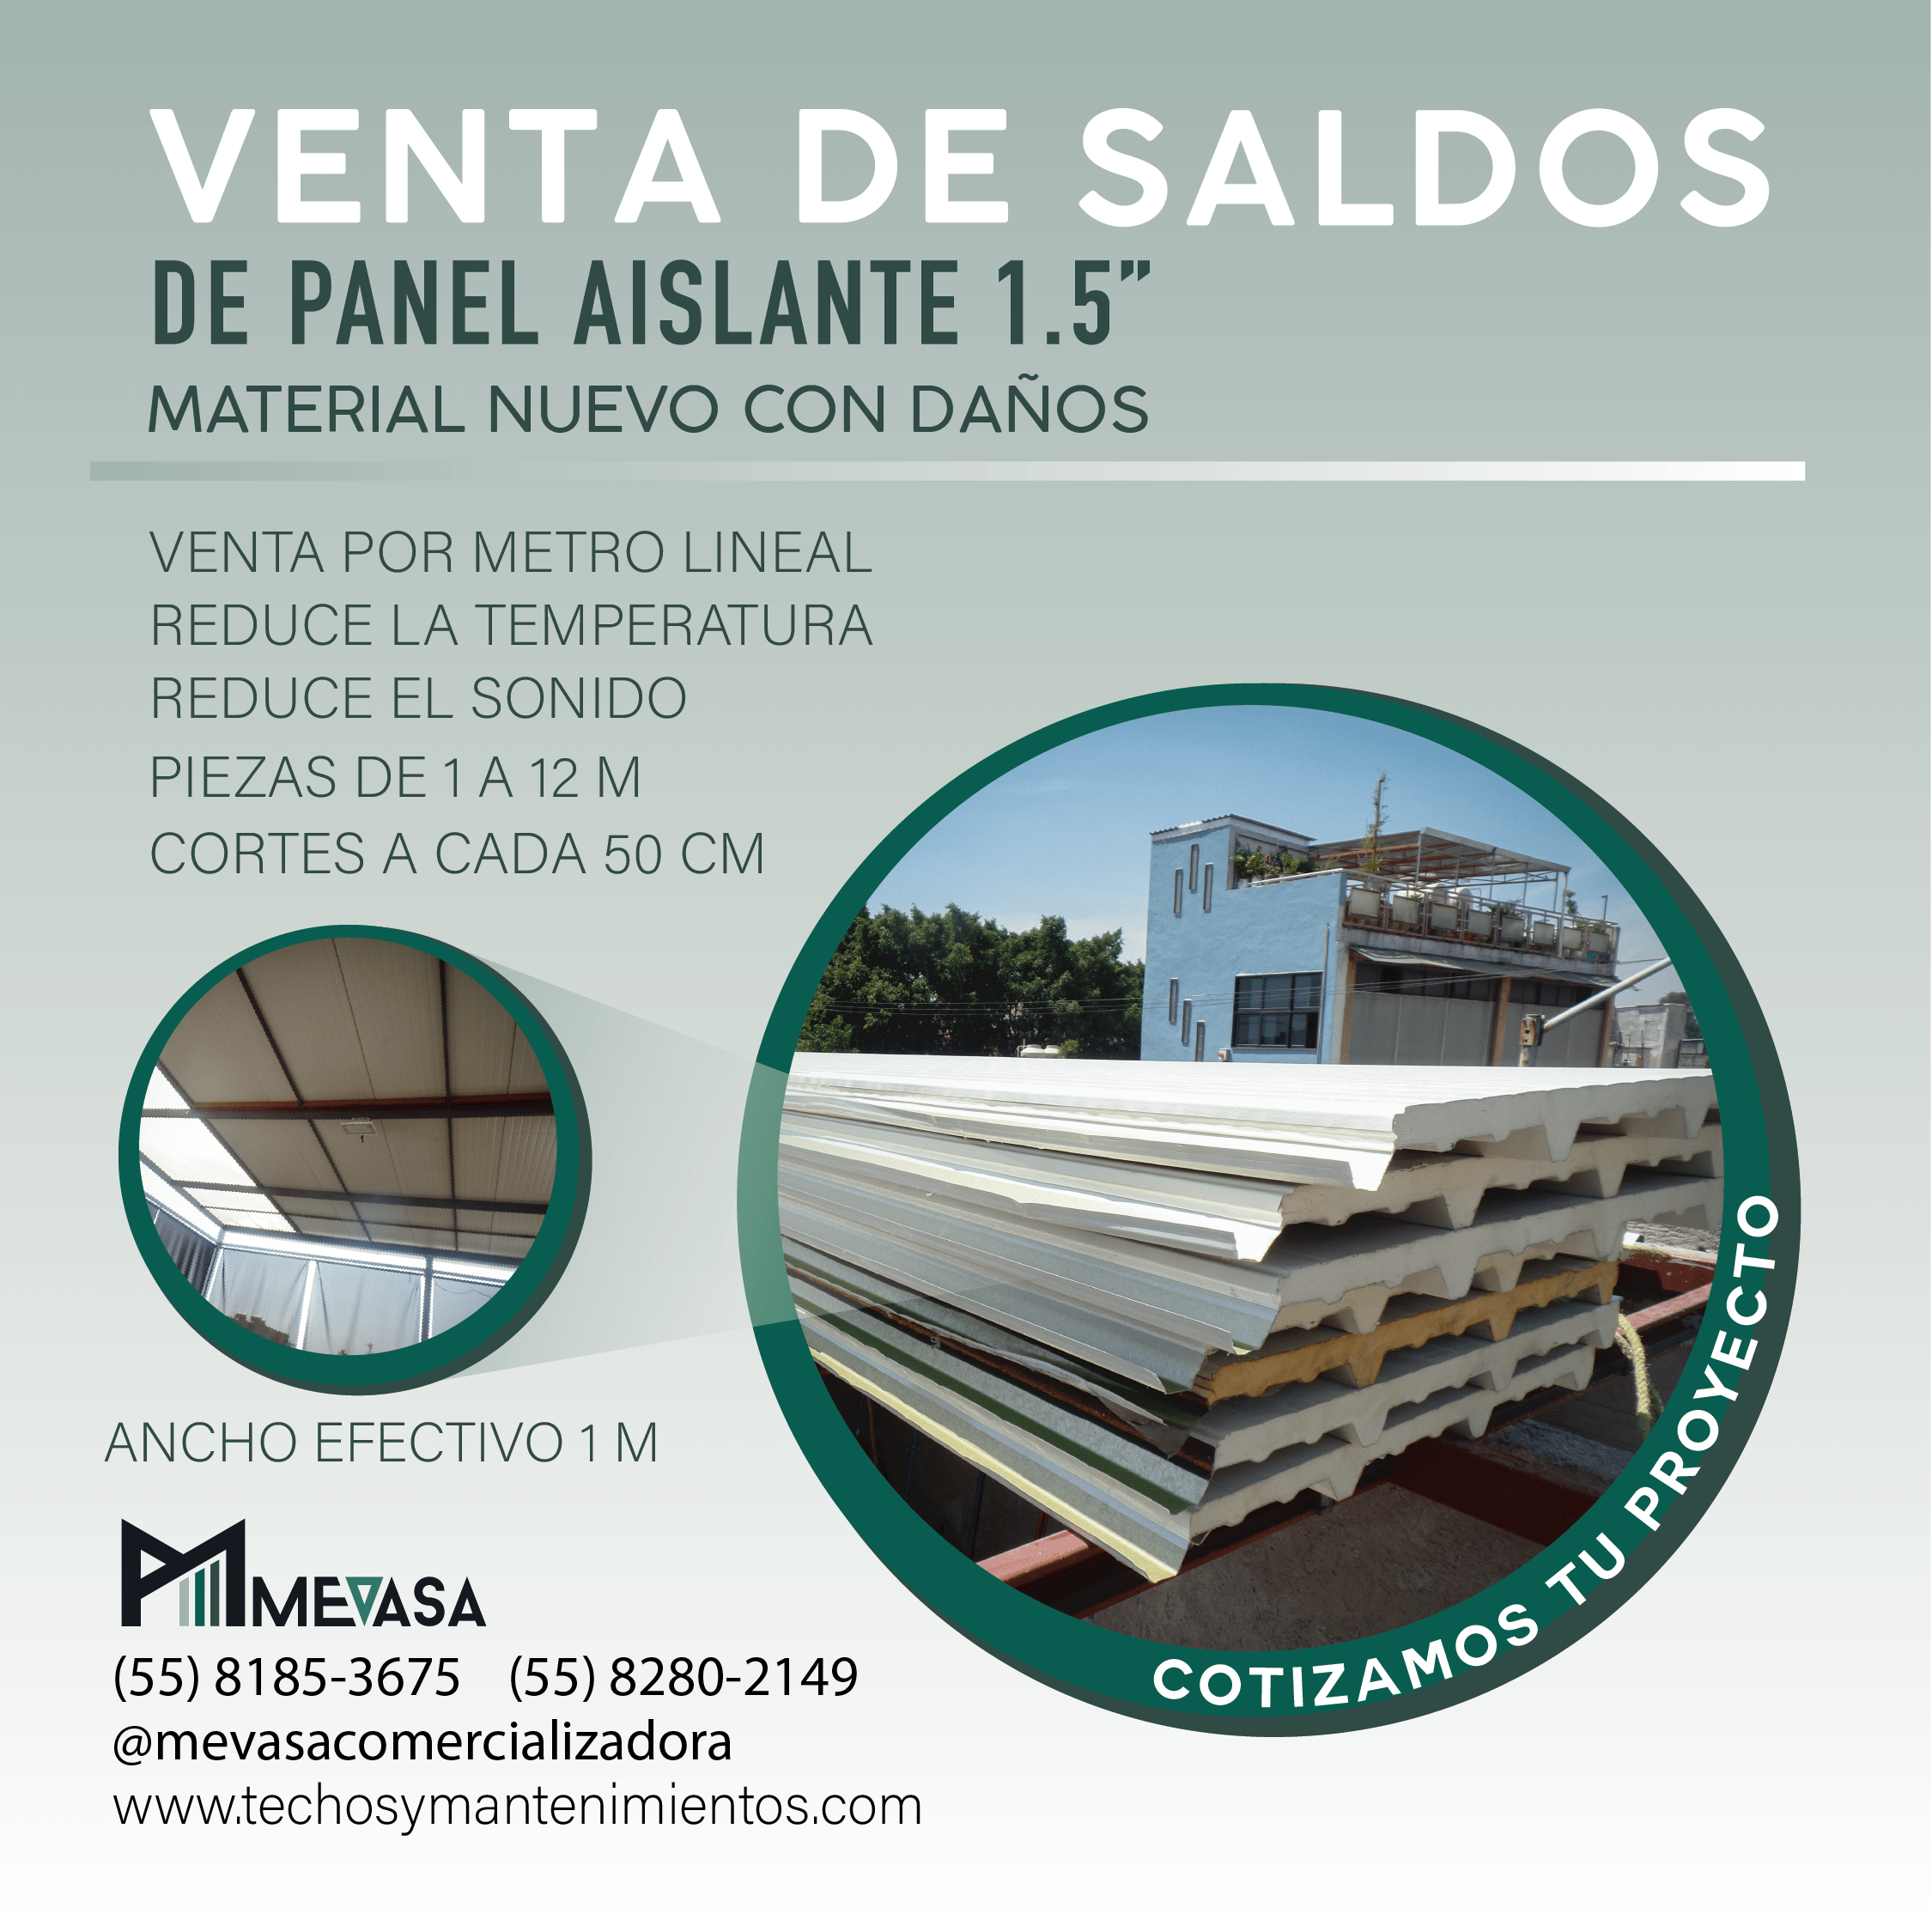 VENTA DE SALDOS
DE PANEL AISLANTE 1.5”
MATERIAL NUEVO CON DAÑOS
VENTA POR METRO LINEAL
REDUCE LA TEMPERATURA
REDUCE EL SONIDO
PIEZAS DE 1 A 12 M
CORTES A CADA 50 CM
ANCHO EFECTIVO 1 M
COTIZAMOS TU PROYECTO
MEVASA
(55) 8185-3675 (55) 8280-2149
@mevasacomercializadora
www.techosymantenimientos.com